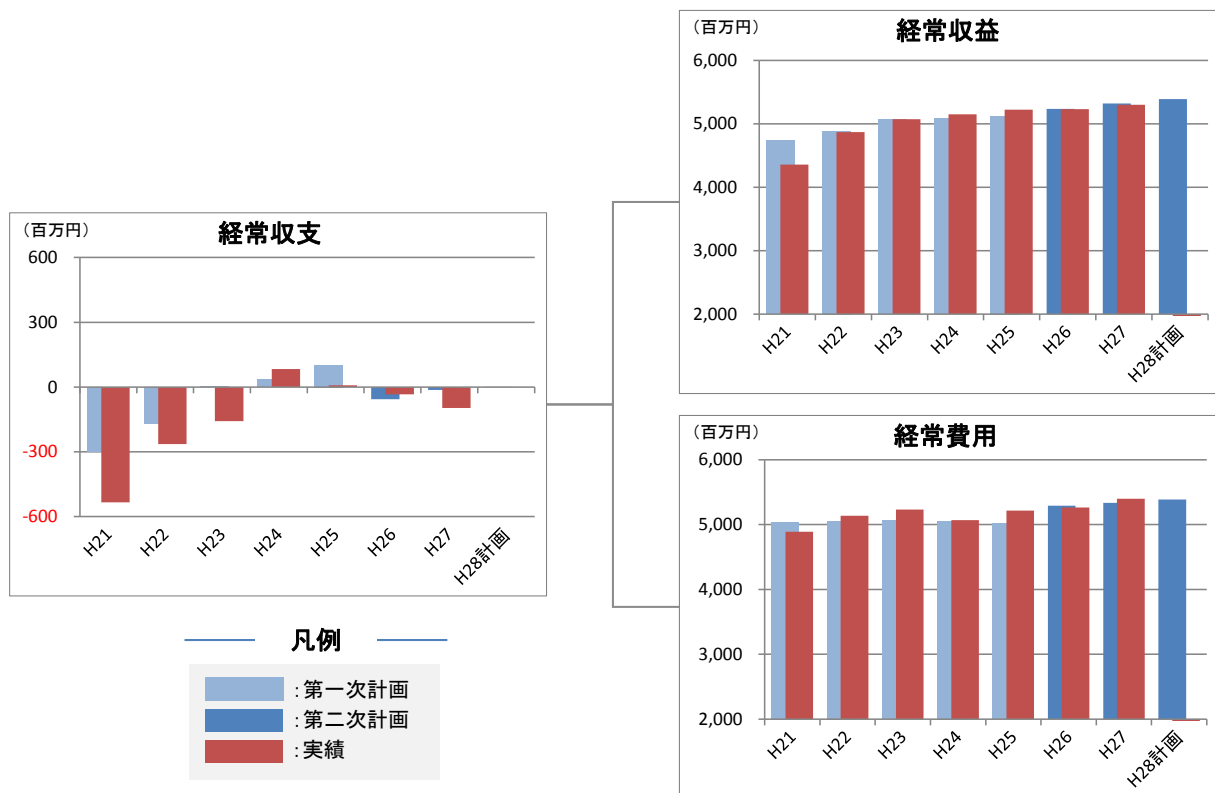 （百万円）
経常収支
600
300
0
-300
-600
H21
H22
H23
H24
H25
H26
H27
H28計画
凡例
：第一次計画
：第二次計画
：実績
（百万円）
経常収益
6,000
5,000
4,000
3,000
2,000
H21
H22
H23
H24
H25
H26
H27
H28計画
（百万円）
経常費用
6,000
5,000
4,000
3,000
2,000
H21
H22
H23
H24
H25
H26
H27
H28計画